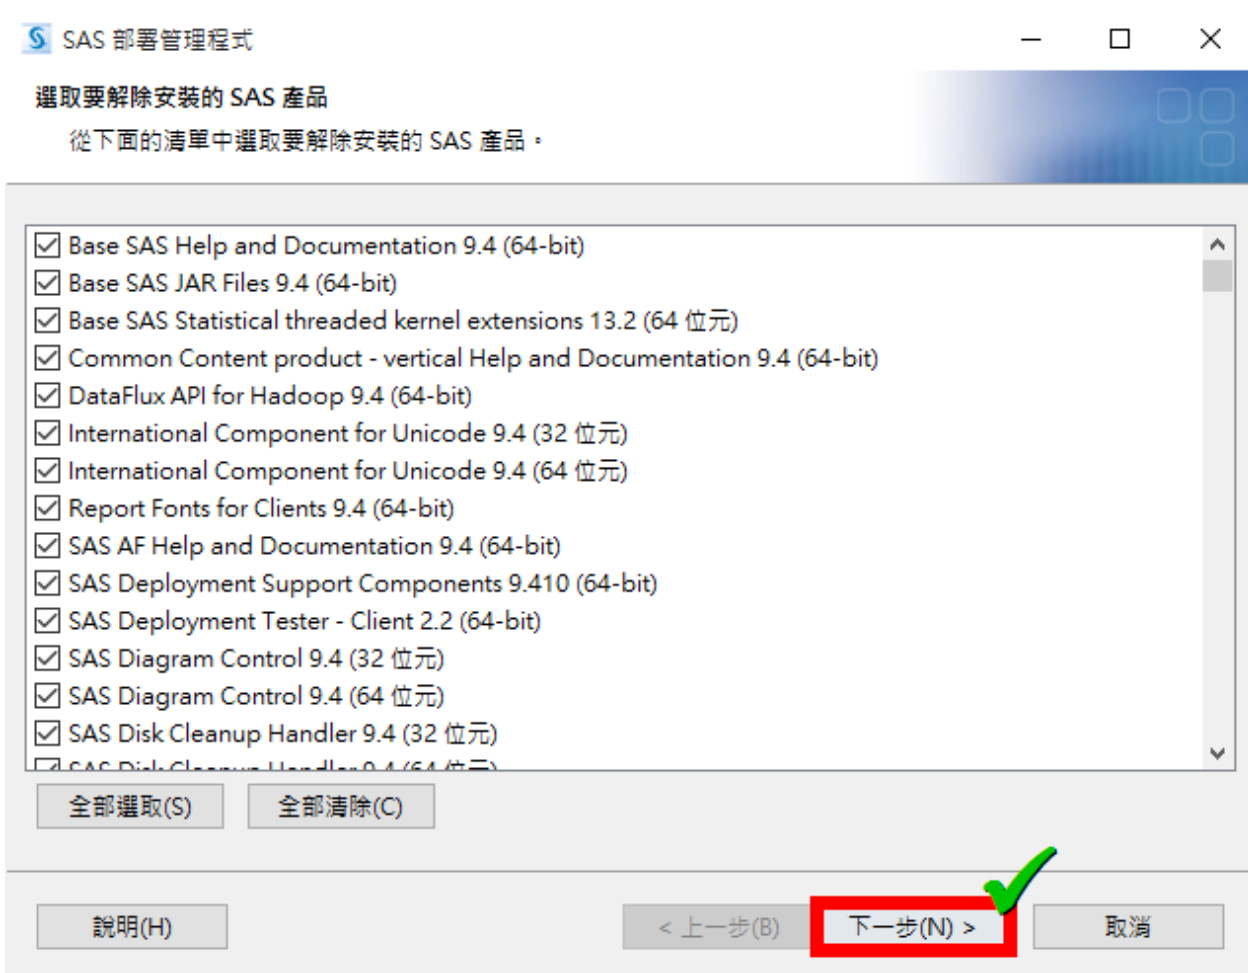 SAS 部署管理程式
選取要解除安裝的 SAS 產品
從下面的清單中選取要解除安裝的 SAS 產品。
Base SAS Help and Documentation 9.4 (64-bit)
Base SAS JAR Files 9.4 (64-bit)
Base SAS Statistical threaded kernel extensions 13.2 (64 位元)
Common Content product - vertical Help and Documentation 9.4 (64-bit)
DataFlux API for Hadoop 9.4 (64-bit)
International Component for Unicode 9.4 (32 位元)
International Component for Unicode 9.4 (64 位元)
Report Fonts for Clients 9.4 (64-bit)
SAS AF Help and Documentation 9.4 (64-bit)
SAS Deployment Support Components 9.410 (64-bit)
SAS Deployment Tester - Client 2.2 (64-bit)
SAS Diagram Control 9.4 (32 位元)
SAS Diagram Control 9.4 (64 位元)
SAS Disk Cleanup Handler 9.4 (32 位元)
SAS Disk Cleanup Handler 9.4 (64 位元)
全部選取(S) 全部清除(C)
說明(H) < 上一步(B) 下一步(N) > 取消